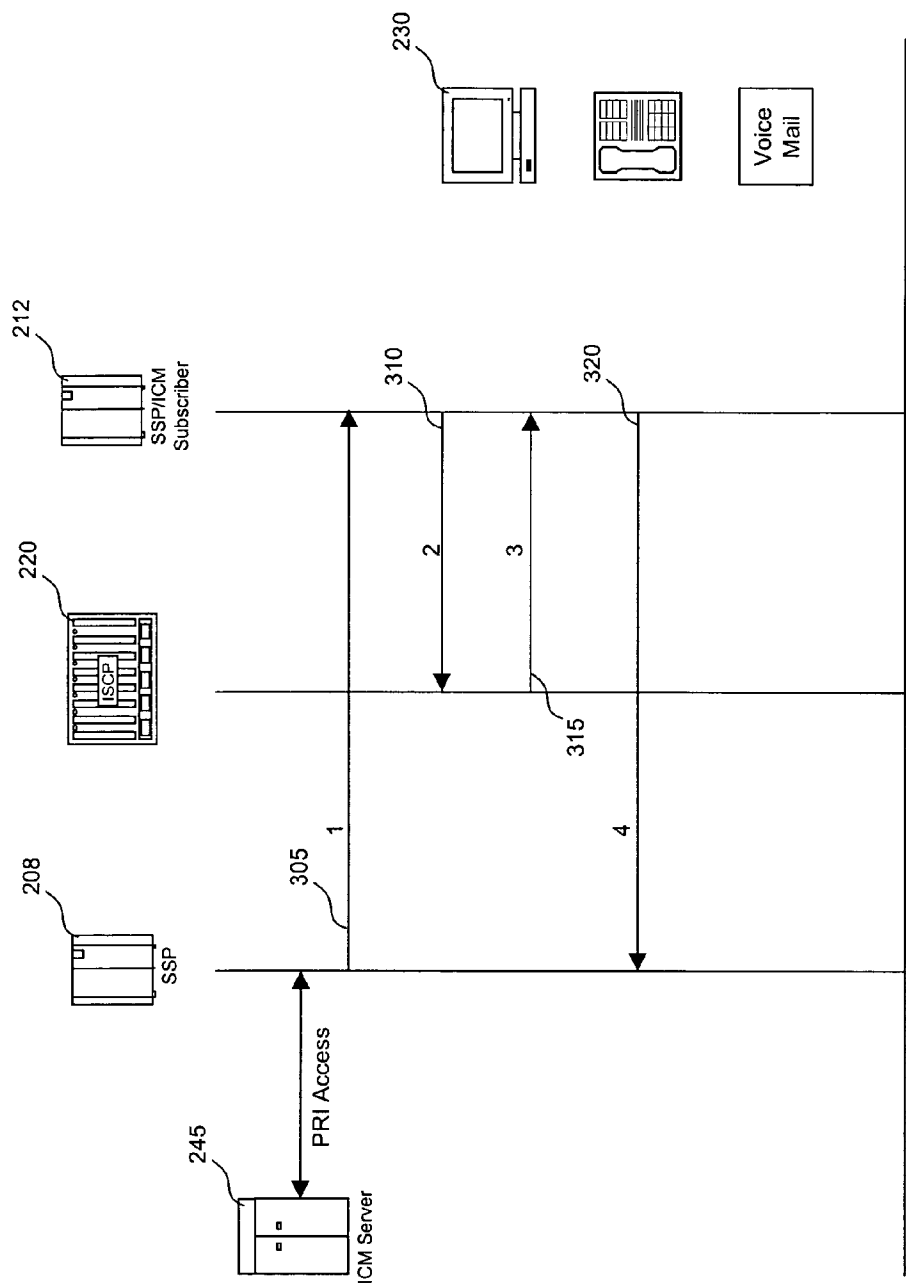 245
ICM Server
PRI Access
208
SSP
220
ISCP
212
SSP/ICM
Subscriber
230
Voice
Mail
305
1
310
2
315
3
320
4